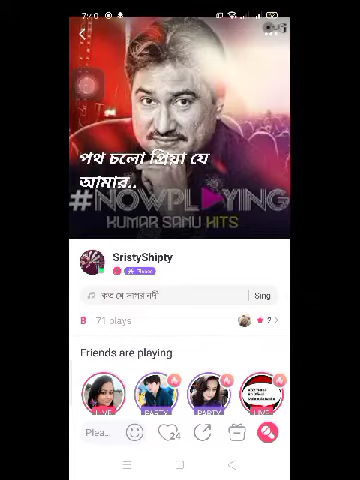 পথ চলো প্রিয়া যে
আমার..
#NOWPLAYING
KUMAR SANU HITS
SristyShipty
কত যে সাগর নদী
Sing
71 plays
2
Friends are playing
LIVE
PARTY
PARTY
LIVE
Plea..
24